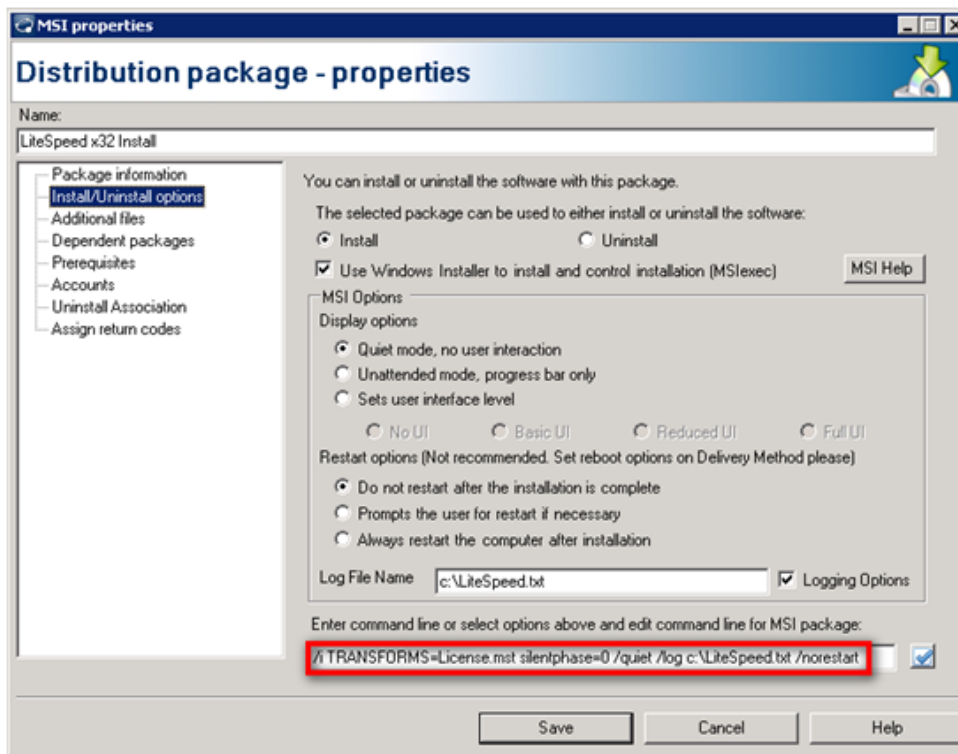 MSI properties
Distribution package - properties
Name:
LiteSpeed x32 Install
Package information
Install/Uninstall options
Additional files
Dependent packages
Prerequisites
Accounts
Uninstall Association
Assign return codes
You can install or uninstall the software with this package.
The selected package can be used to either install or uninstall the software:
Install Uninstall
Use Windows Installer to install and control installation (MSIexec) MSI Help
MSI Options
Display options
Quiet mode, no user interaction
Unattended mode, progress bar only
Sets user interface level
No UI Basic UI Reduced UI Full UI
Restart options (Not recommended. Set reboot options on Delivery Method please)
Do not restart after the installation is complete
Prompts the user for restart if necessary
Always restart the computer after installation
Log File Name c:\LiteSpeed.txt Logging Options
Enter command line or select options above and edit command line for MSI package:
/i TRANSFORMS=License.mst silentphase=0 /quiet /log c:\LiteSpeed.txt /norestart
Save Cancel Help